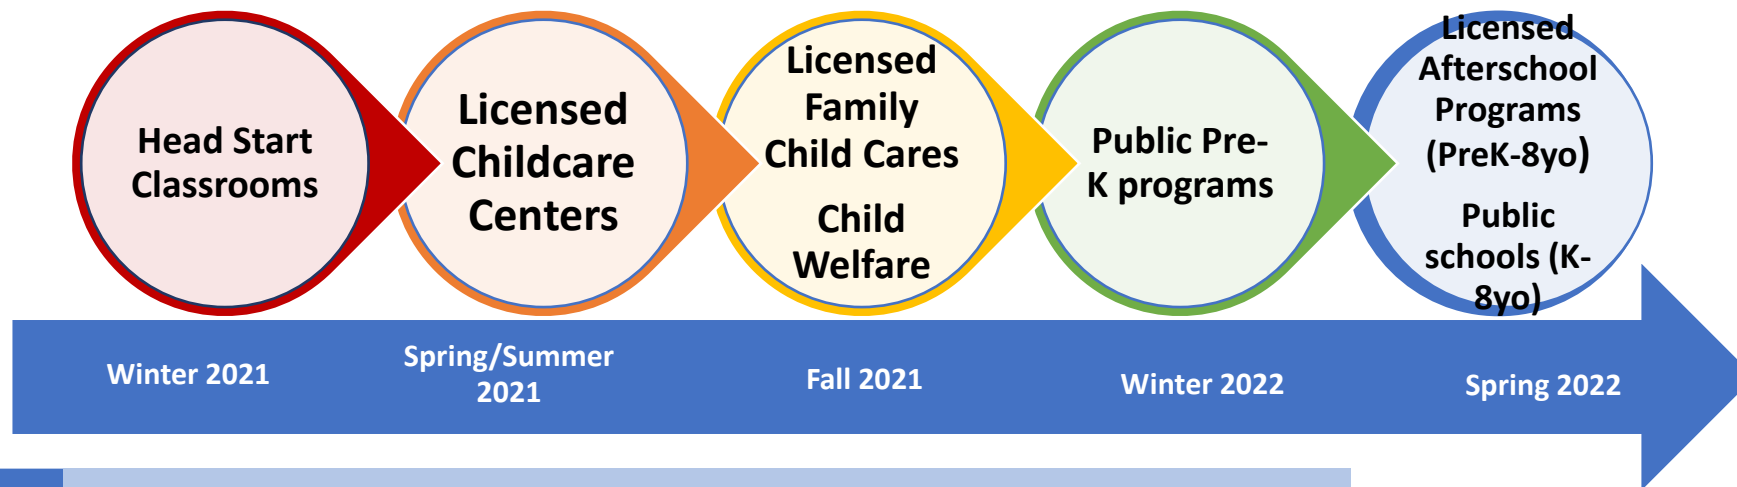 Head Start
Classrooms
Licensed
Childcare
Centers
Licensed
Family
Child Cares
Child
Welfare
Public Pre-
K programs
Licensed
Afterschool
Programs
(PreK-8yo)
Public
schools (K-
8yo)
Winter 2021
Spring/Summer
2021
Fall 2021
Winter 2022
Spring 2022